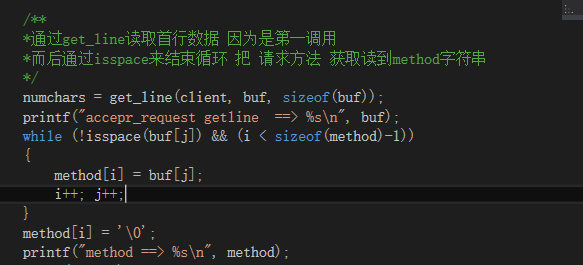 /**
*通过get_line读取首行数据 因为是第一调用
*而后通过isspace来结束循环 把 请求方法 获取读到method字符串
*/
numchars = get_line(client, buf, sizeof(buf));
printf("accepr_request getline  ==> %s\n", buf);
while (!isspace(buf[j]) && (i < sizeof(method)-1))
{
    method[i] = buf[j];
    i++; j++;
}
method[i] = '\0';
printf("method ==> %s\n", method);